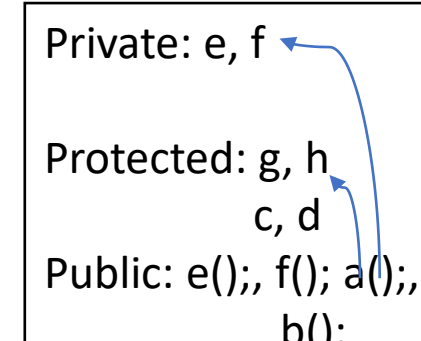 Private: e, f
Protected: g, h
c, d
Public: e();, f(); a();,
b();